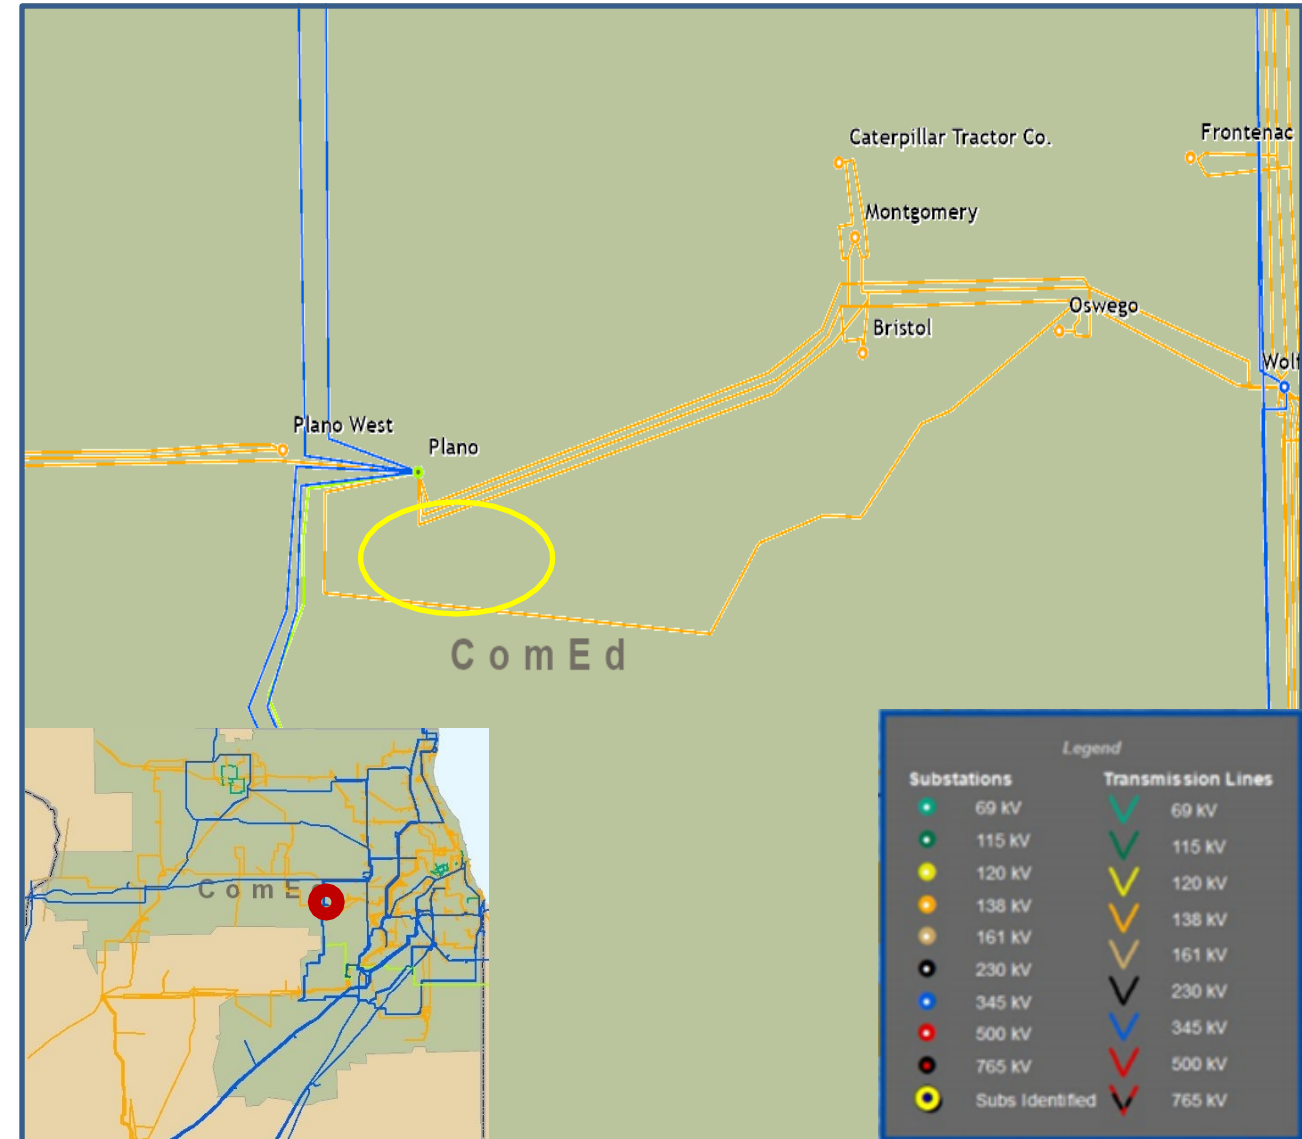 Caterpillar Tractor Co.
Frontenac
Montgomery
Oswego
Bristol
Wolf
Plano West
Plano
ComEd
ComE
Legend
Substations
69 kV
115 kV
120 kV
138 kV
161 kV
230 kV
345 kV
500 kV
765 kV
Subs Identified
Transmission Lines
69 kV
115 kV
120 kV
138 kV
161 kV
230 kV
345 kV
500 kV
765 kV